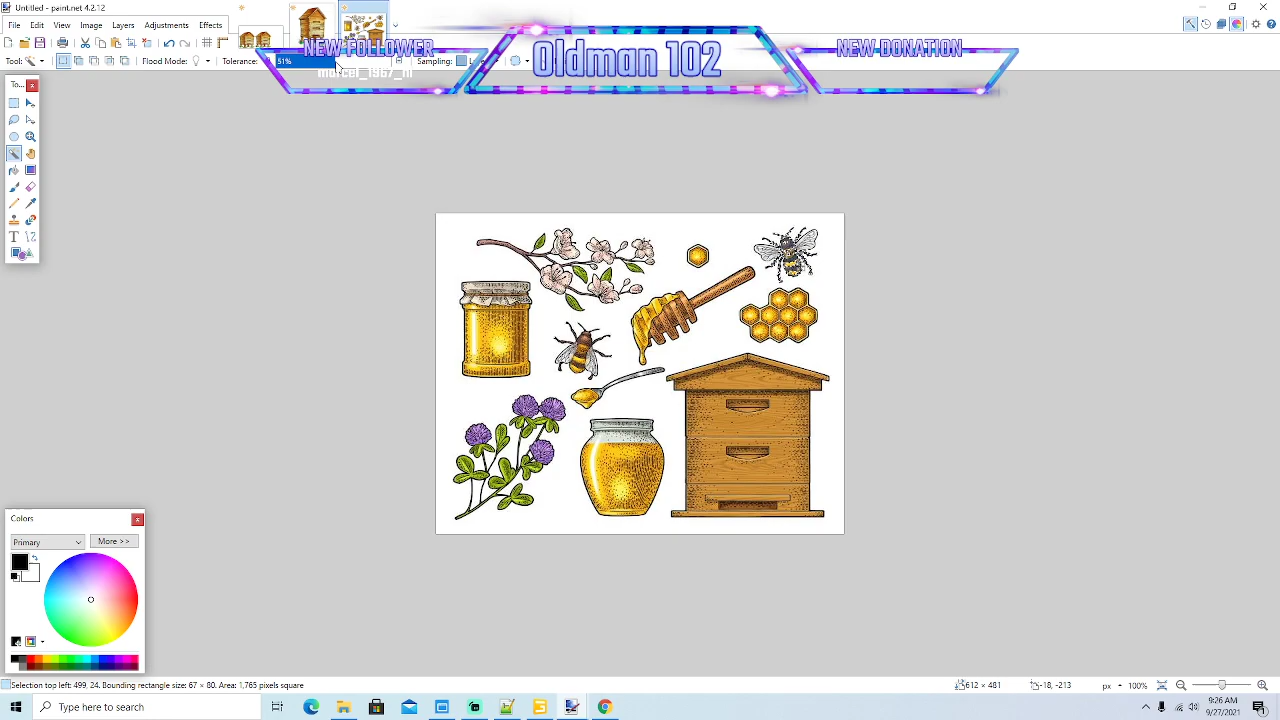 Untitled - paint.net 4.2.12
File Edit View Image Layers Adjustments Effects
NEW FOLLOWER
Oldman 102
NEW DONATION
Mode:
Tolerance:
51%
Sampling:
marcel_1967_nl
Colors
Primary
More >>
Selection top left: 499, 24. Bounding rectangle size: 67 × 80. Area: 1,765 pixels square
612 × 481
-18, -213
px
100%
Type here to search
9:26 AM
9/27/2021